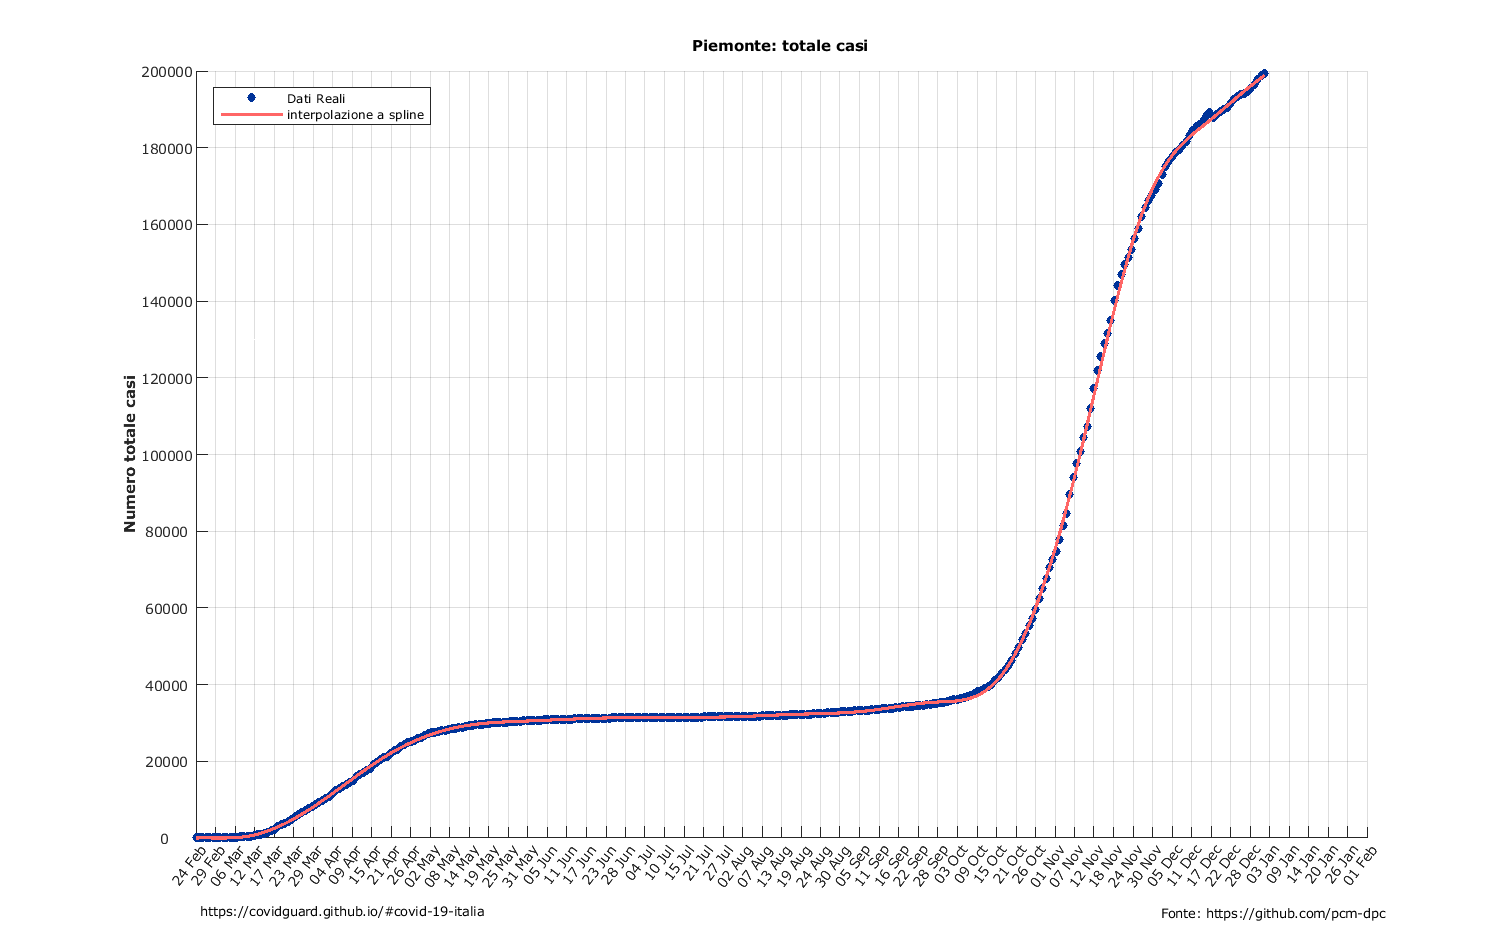 Piemonte: totale casi
Dati Reali
interpolazione a spline
Numero totale casi
200000
180000
160000
140000
120000
100000
80000
60000
40000
20000
0
24 Feb
29 Feb
06 Mar
12 Mar
17 Mar
23 Mar
29 Mar
04 Apr
09 Apr
15 Apr
21 Apr
26 Apr
02 May
08 May
14 May
19 May
25 May
31 May
05 Jun
11 Jun
17 Jun
23 Jun
28 Jun
04 Jul
10 Jul
15 Jul
21 Jul
27 Jul
02 Aug
07 Aug
13 Aug
19 Aug
24 Aug
30 Aug
05 Sep
11 Sep
16 Sep
22 Sep
28 Sep
03 Oct
09 Oct
15 Oct
21 Oct
26 Oct
01 Nov
07 Nov
12 Nov
18 Nov
24 Nov
30 Nov
05 Dec
11 Dec
17 Dec
22 Dec
28 Dec
03 Jan
09 Jan
14 Jan
20 Jan
26 Jan
01 Feb
https://covidguard.github.io/#covid-19-italia
Fonte: https://github.com/pcm-dpc